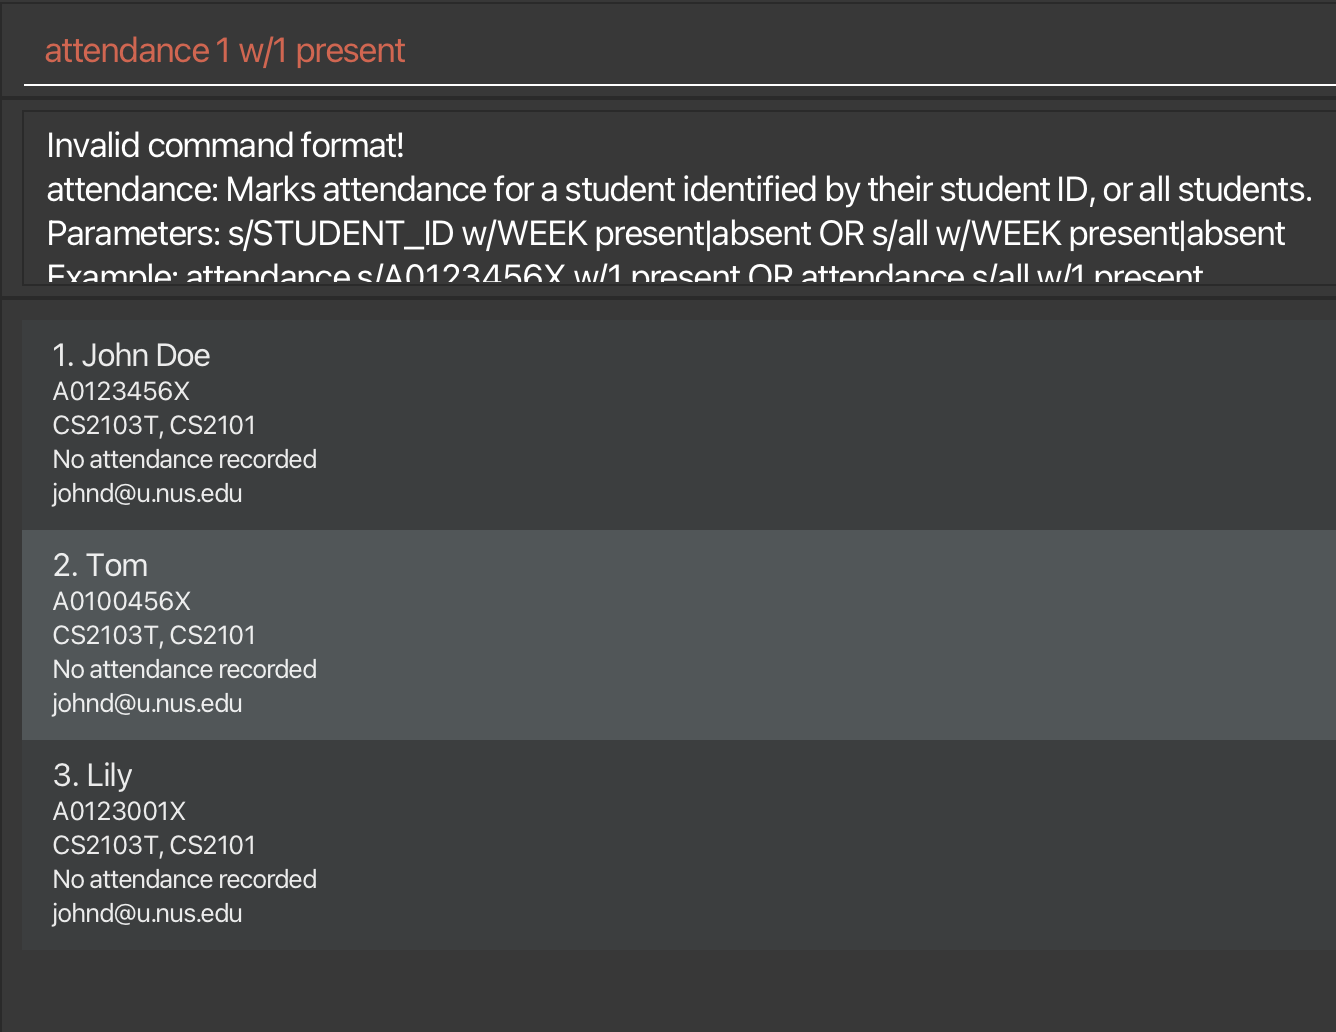 attendance 1 w/1 present
Invalid command format!
attendance: Marks attendance for a student identified by their student ID, or all students.
Parameters: s/STUDENT_ID w/WEEK present|absent OR s/all w/WEEK present|absent
Example: attendance s/A0123456X w/1 present OR attendance s/all w/1 present
1. John Doe
A0123456X
CS2103T, CS2101
No attendance recorded
johnd@u.nus.edu
2. Tom
A0100456X
CS2103T, CS2101
No attendance recorded
johnd@u.nus.edu
3. Lily
A0123001X
CS2103T, CS2101
No attendance recorded
johnd@u.nus.edu